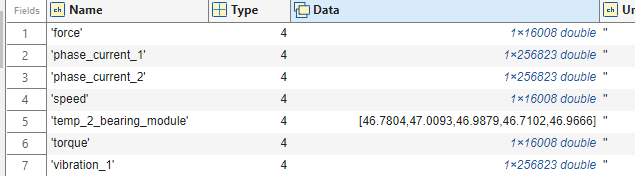 Fields Name Type Data Un
1 'force' 4 1×16008 double ''
2 'phase_current_1' 4 1×256823 double ''
3 'phase_current_2' 4 1×256823 double ''
4 'speed' 4 1×16008 double ''
5 'temp_2_bearing_module' 4 [46.7804,47.0093,46.9879,46.7102,46.9666] ''
6 'torque' 4 1×16008 double ''
7 'vibration_1' 4 1×256823 double ''